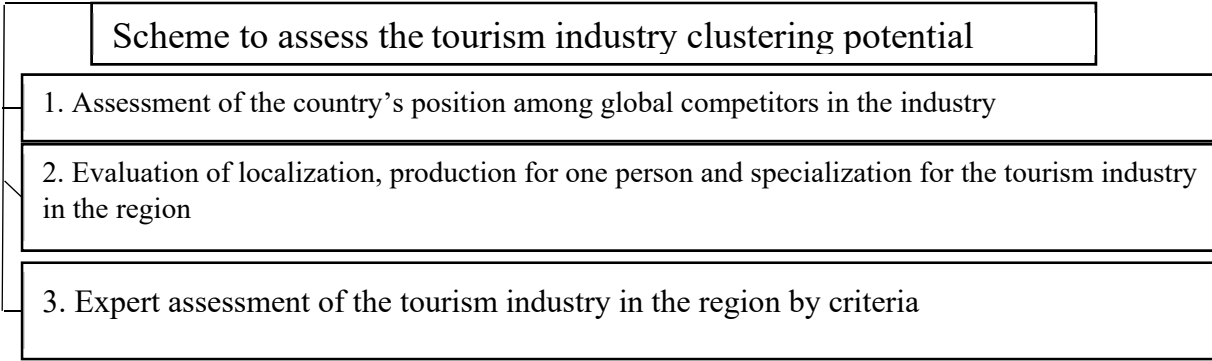 Scheme to assess the tourism industry clustering potential
1. Assessment of the country’s position among global competitors in the industry
2. Evaluation of localization, production for one person and specialization for the tourism industry
in the region
3. Expert assessment of the tourism industry in the region by criteria